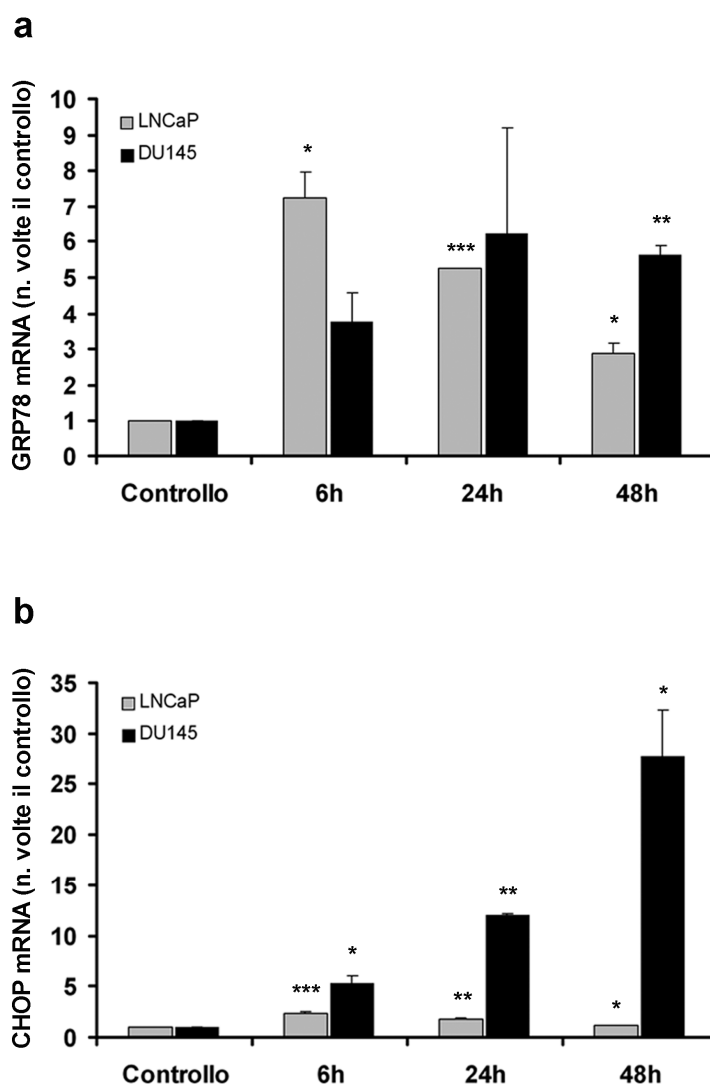 a
GRP78 mRNA (n. volte il controllo)
10
9
8
7
6
5
4
3
2
1
0
LNCaP
DU145
*
***
*
**
Controllo 6h 24h 48h
b
CHOP mRNA (n. volte il controllo)
35
30
25
20
15
10
5
0
LNCaP
DU145
***
*
**
**
*
*
Controllo 6h 24h 48h